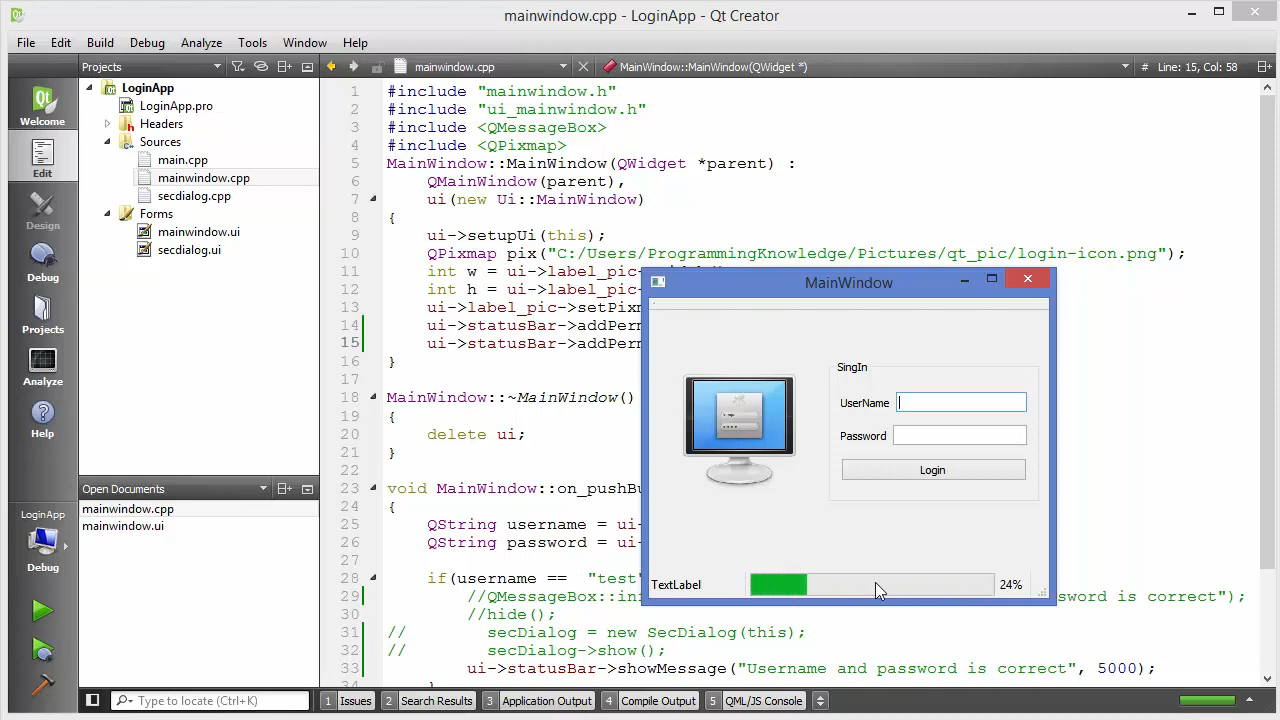 mainwindow.cpp - LoginApp - Qt Creator
File Edit Build Debug Analyze Tools Window Help
Projects
mainwindow.cpp
MainWindow::MainWindow(QWidget *)
# Line: 15, Col: 58
Welcome
Edit
Design
Debug
Projects
Analyze
Help
LoginApp
Debug
LoginApp
LoginApp.pro
Headers
Sources
main.cpp
mainwindow.cpp
secdialog.cpp
Forms
mainwindow.ui
secdialog.ui
Open Documents
mainwindow.cpp
mainwindow.ui
1 #include "mainwindow.h"
2 #include "ui_mainwindow.h"
3 #include <QMessageBox>
4 #include <QPixmap>
5 MainWindow::MainWindow(QWidget *parent) :
6 QMainWindow(parent),
7 ui(new Ui::MainWindow)
8 {
9 ui->setupUi(this);
10 QPixmap pix("C:/Users/ProgrammingKnowledge/Pictures/qt_pic/login-icon.png");
11 int w = ui->label_pic-
12 int h = ui->label_pic-
13 ui->label_pic->setPixm
14 ui->statusBar->addPerm
15 ui->statusBar->addPerm
16 }
17
18 MainWindow::~MainWindow()
19 {
20 delete ui;
21 }
22
23 void MainWindow::on_pushBu
24 {
25 QString username = ui-
26 QString password = ui-
27
28 if(username == "test"
29 //QMessageBox::inf
sword is correct");
30 //hide();
31 // secDialog = new SecDialog(this);
32 // secDialog->show();
33 ui->statusBar->showMessage("Username and password is correct", 5000);
34
MainWindow
SingIn
UserName
Password
Login
TextLabel
24%
Type to locate (Ctrl+K)
1 Issues 2 Search Results 3 Application Output 4 Compile Output 5 QML/JS Console